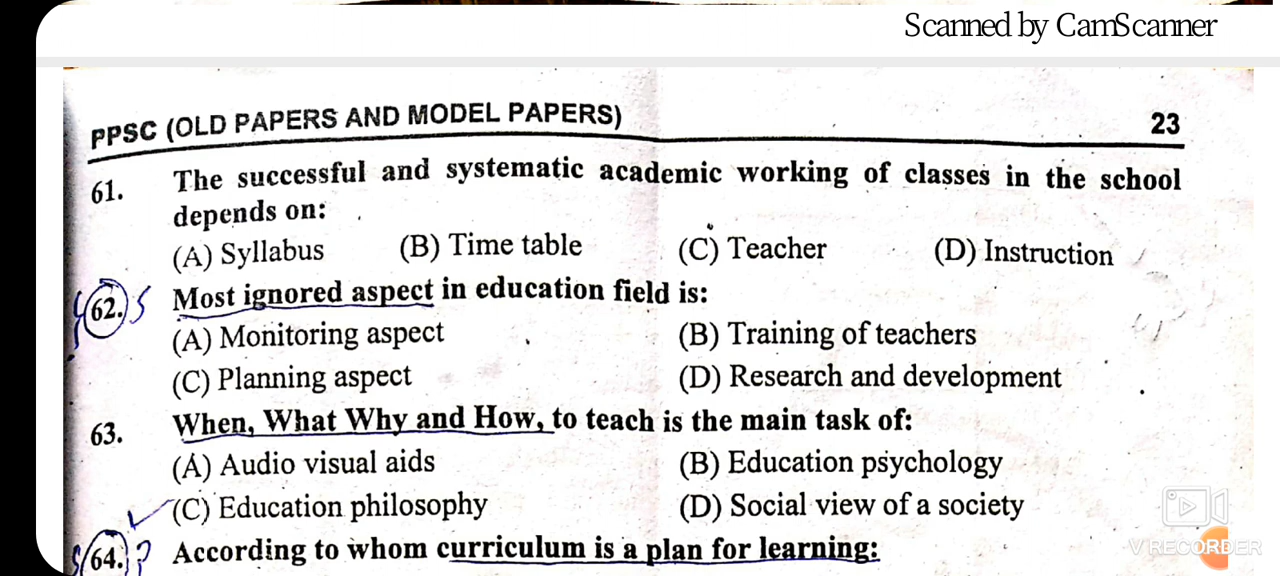 Scanned by CamScanner
PPSC (OLD PAPERS AND MODEL PAPERS) 23
61. The successful and systematic academic working of classes in the school
depends on:
(A) Syllabus (B) Time table (C) Teacher (D) Instruction
62. Most ignored aspect in education field is:
(A) Monitoring aspect (B) Training of teachers
(C) Planning aspect (D) Research and development
63. When, What Why and How, to teach is the main task of:
(A) Audio visual aids (B) Education psychology
(C) Education philosophy (D) Social view of a society
64. ? According to whom curriculum is a plan for learning:
V RECORDER